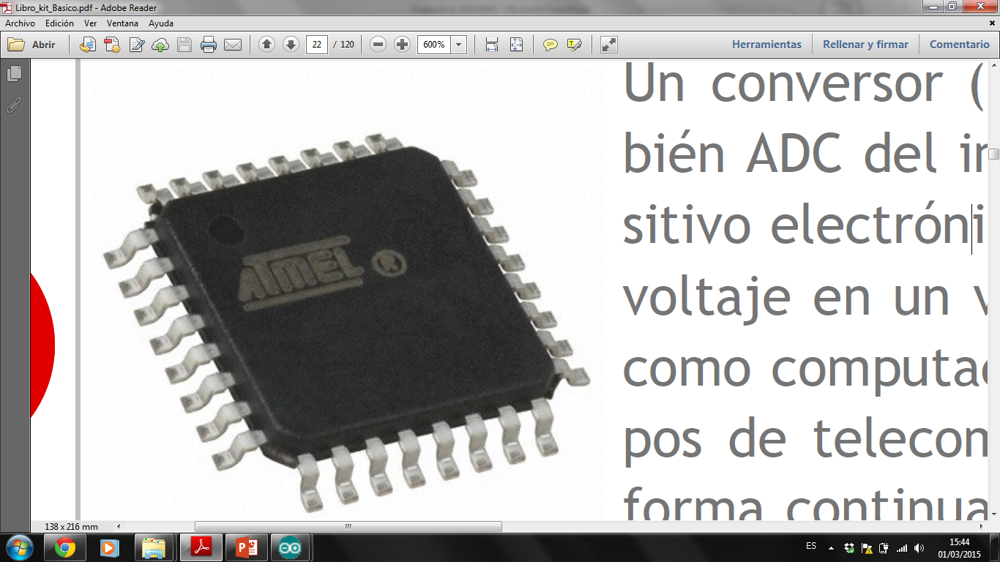 Libro_kit_Basico.pdf - Adobe Reader
Archivo Edición Ver Ventana Ayuda
Abrir 22 / 120 600% Herramientas Rellenar y firmar Comentario
ATMEL ®
Un conversor (
bién ADC del in
sitivo electróni
voltaje en un v
como computad
pos de telecom
forma continua
138 x 216 mm
ES 15:44
01/03/2015